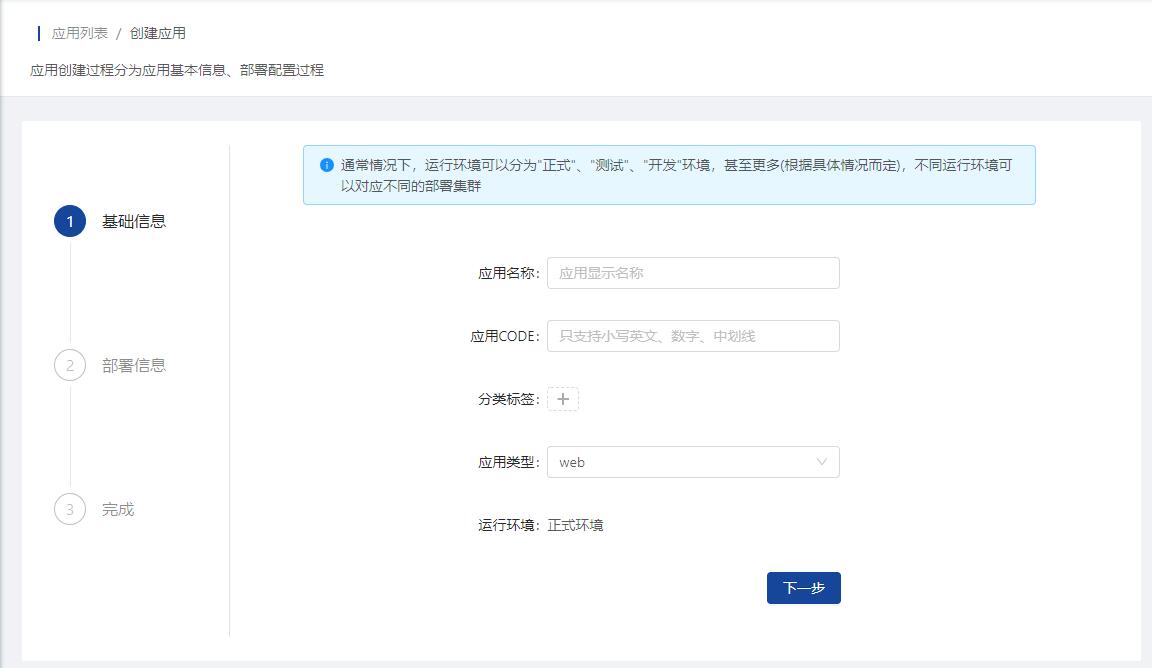 应用列表 / 创建应用
应用创建过程分为应用基本信息、部署配置过程
1 基础信息
2 部署信息
3 完成
通常情况下，运行环境可以分为"正式"、"测试"、"开发"环境，甚至更多(根据具体情况而定)，不同运行环境可
以对应不同的部署集群
应用名称: 应用显示名称
应用CODE: 只支持小写英文、数字、中划线
分类标签: +
应用类型: web
运行环境: 正式环境
下一步